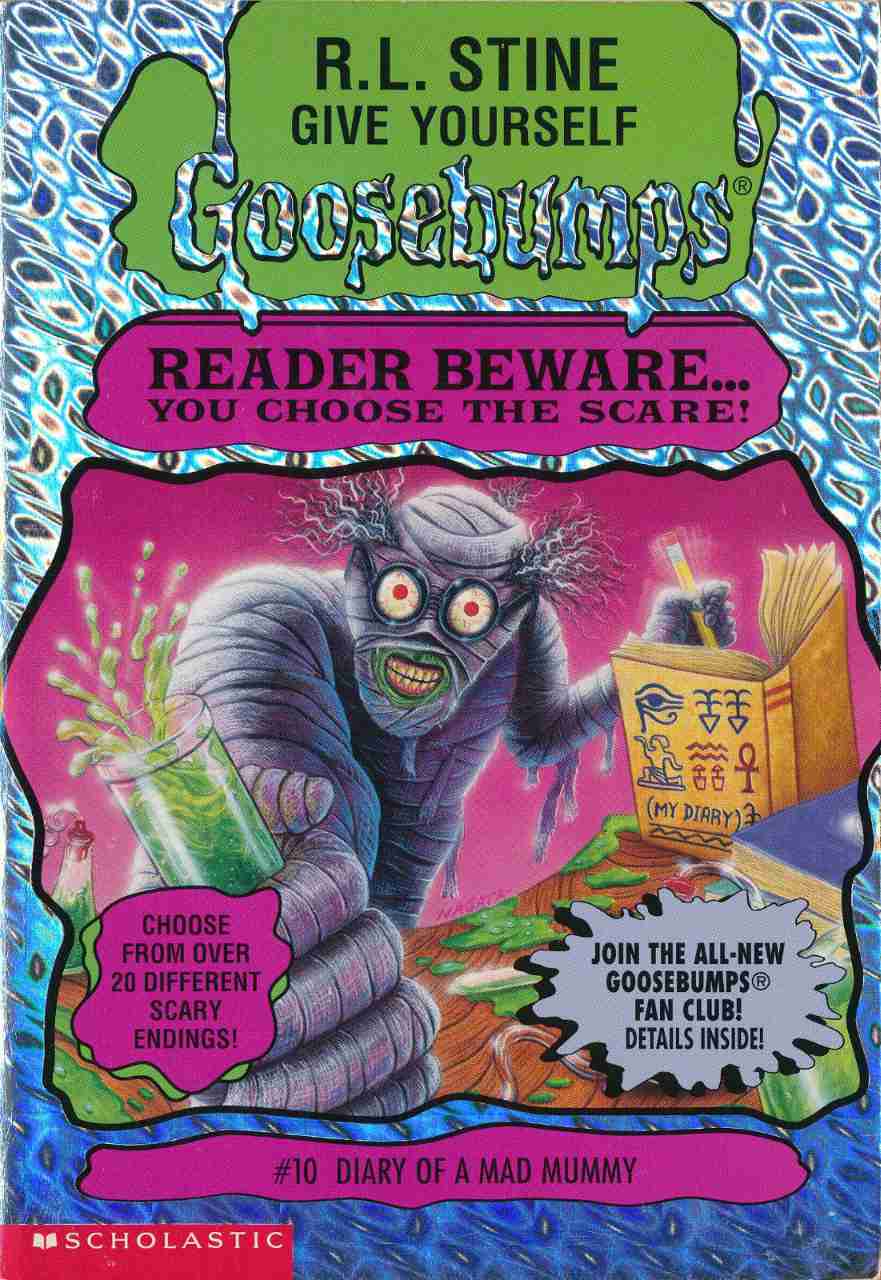 R.L. STINE
GIVE YOURSELF
Goosebumps®
READER BEWARE...
YOU CHOOSE THE SCARE!
(MY DIARY)
NAGATA
CHOOSE
FROM OVER
20 DIFFERENT
SCARY
ENDINGS!
JOIN THE ALL-NEW
GOOSEBUMPS®
FAN CLUB!
DETAILS INSIDE!
#10 DIARY OF A MAD MUMMY
SCHOLASTIC